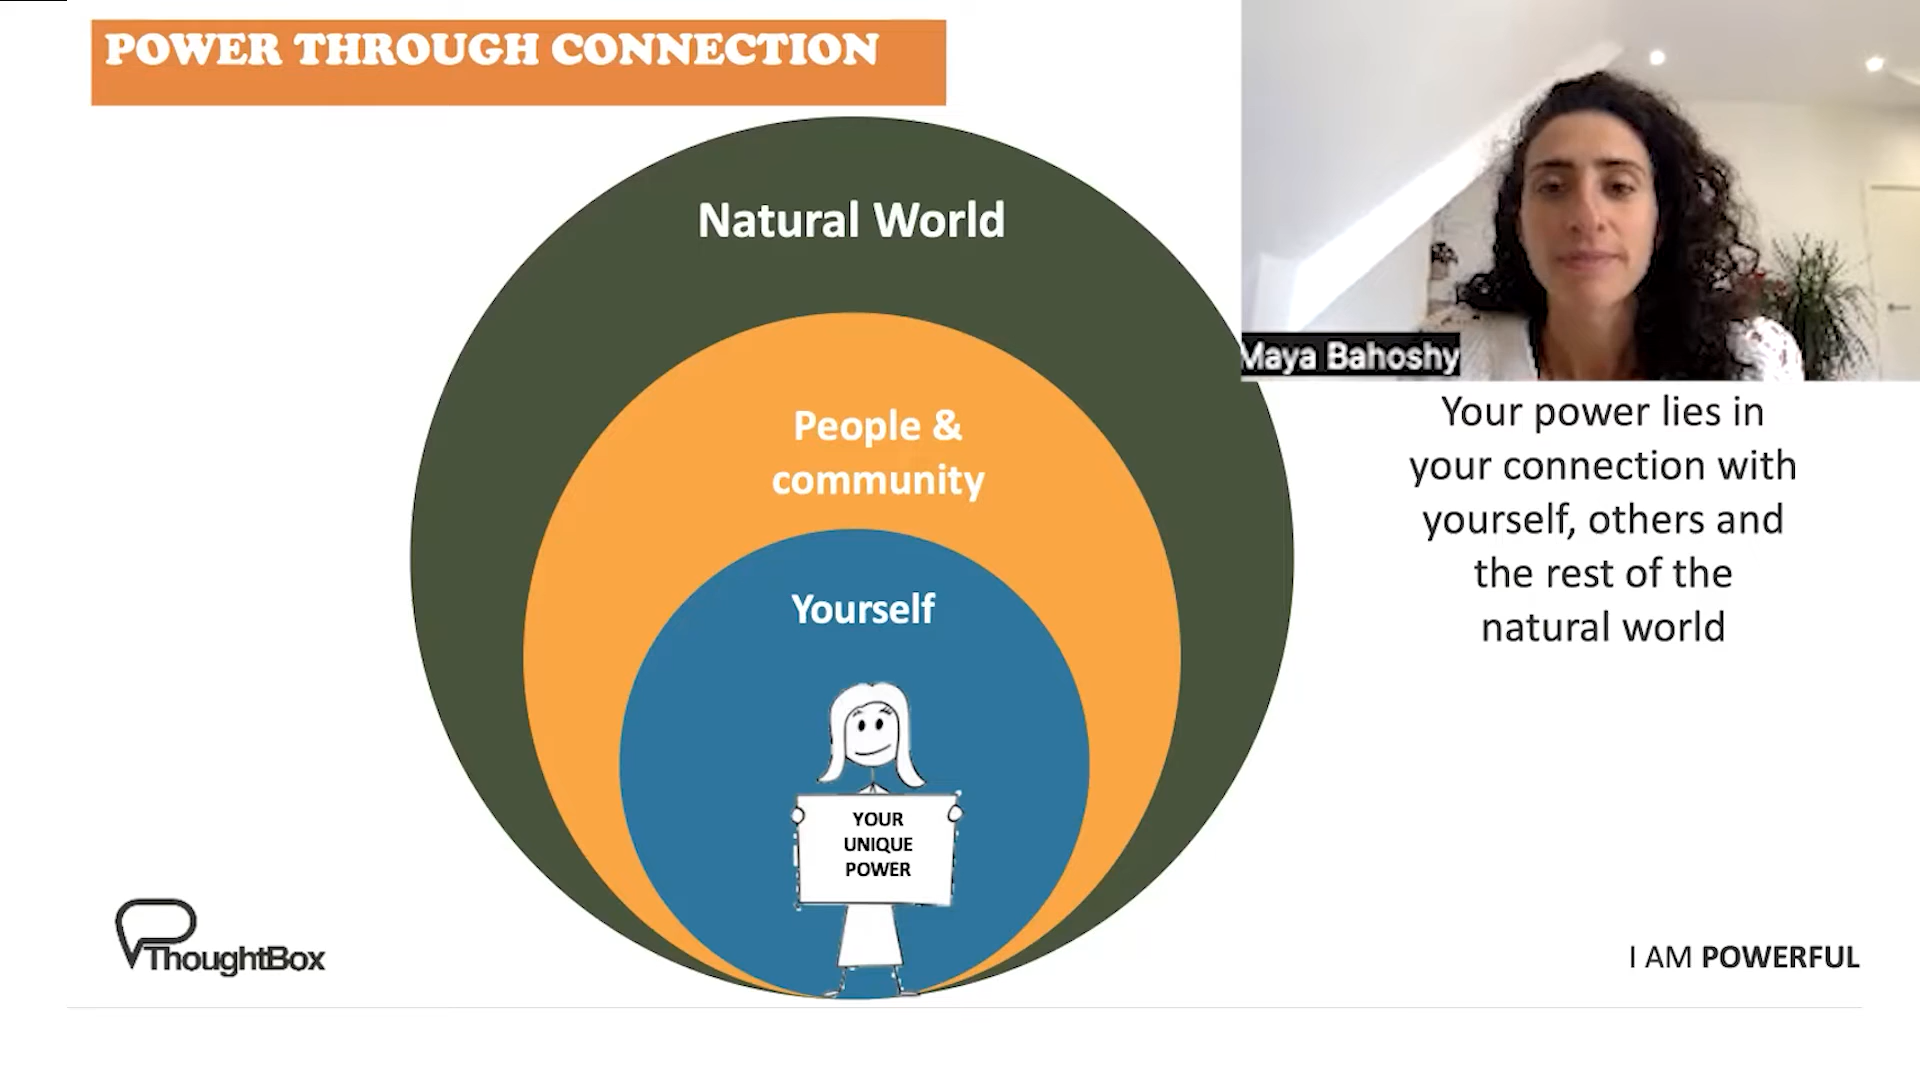 POWER THROUGH CONNECTION
Natural World
People &
community
Yourself
YOUR
UNIQUE
POWER
Maya Bahoshy
Your power lies in
your connection with
yourself, others and
the rest of the
natural world
ThoughtBox
I AM POWERFUL